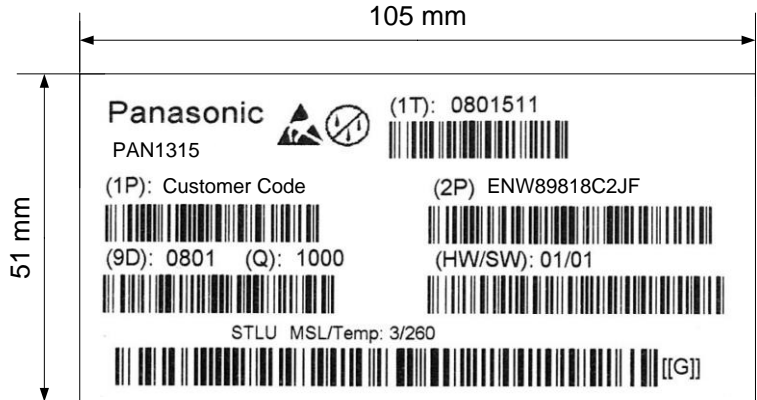 105 mm
51 mm
Panasonic
(1T): 0801511
PAN1315
(1P): Customer Code
(2P) ENW89818C2JF
(9D): 0801 (Q): 1000
(HW/SW): 01/01
STLU MSL/Temp: 3/260
[[G]]